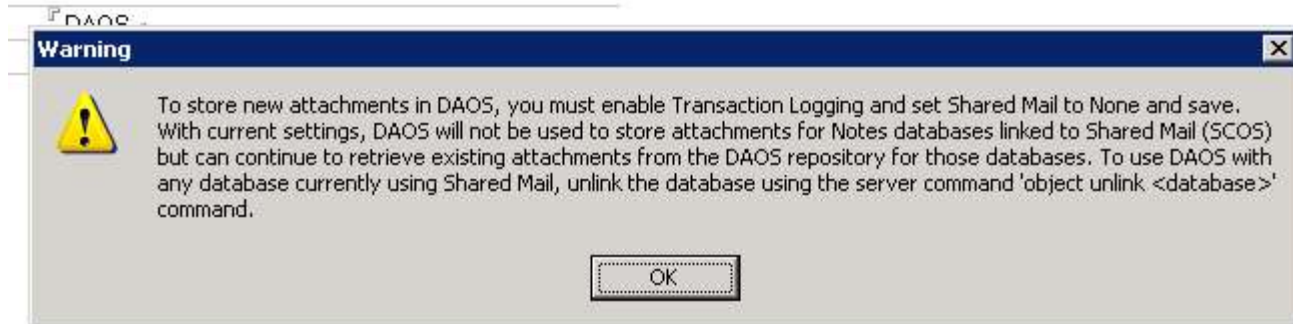 DAOS
Warning
To store new attachments in DAOS, you must enable Transaction Logging and set Shared Mail to None and save.
With current settings, DAOS will not be used to store attachments for Notes databases linked to Shared Mail (SCOS)
but can continue to retrieve existing attachments from the DAOS repository for those databases. To use DAOS with
any database currently using Shared Mail, unlink the database using the server command 'object unlink <database>'
command.
OK